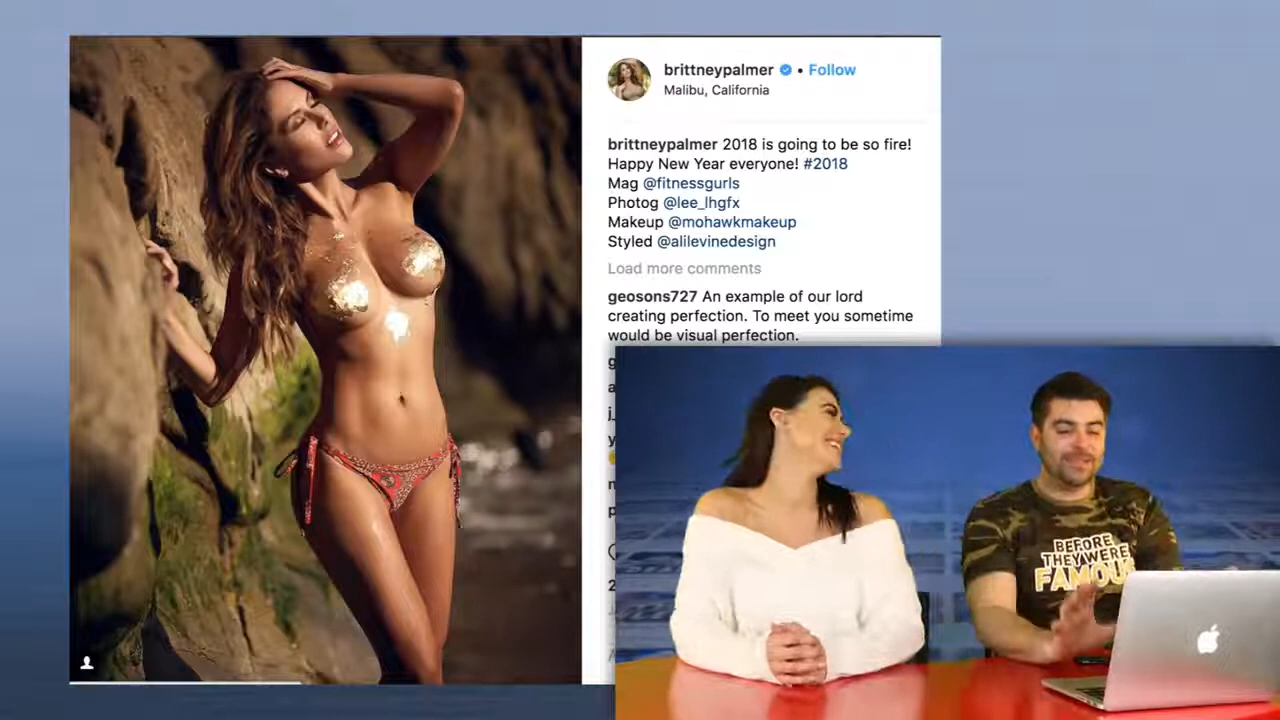 brittneypalmer • Follow
Malibu, California
brittneypalmer 2018 is going to be so fire!
Happy New Year everyone! #2018
Mag @fitnessgurls
Photog @lee_lhgfx
Makeup @mohawkmakeup
Styled @alilevinedesign
Load more comments
geosons727 An example of our lord
creating perfection. To meet you sometime
would be visual perfection.
BEFORE
THEY WERE
FAMOUS